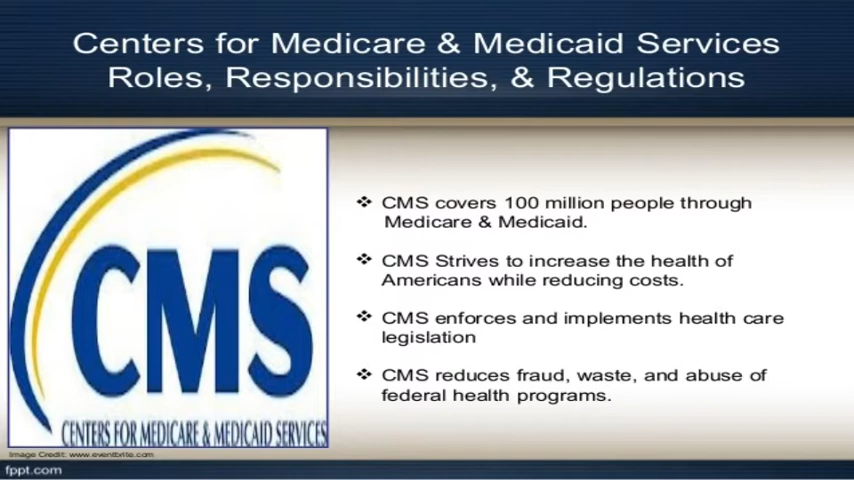 Centers for Medicare & Medicaid Services
Roles, Responsibilities, & Regulations
CMS
CENTERS FOR MEDICARE & MEDICAID SERVICES
❖ CMS covers 100 million people through
Medicare & Medicaid.
❖ CMS Strives to increase the health of
Americans while reducing costs.
❖ CMS enforces and implements health care
legislation
❖ CMS reduces fraud, waste, and abuse of
federal health programs.
Image Credit: www.eventbrite.com
fppt.com